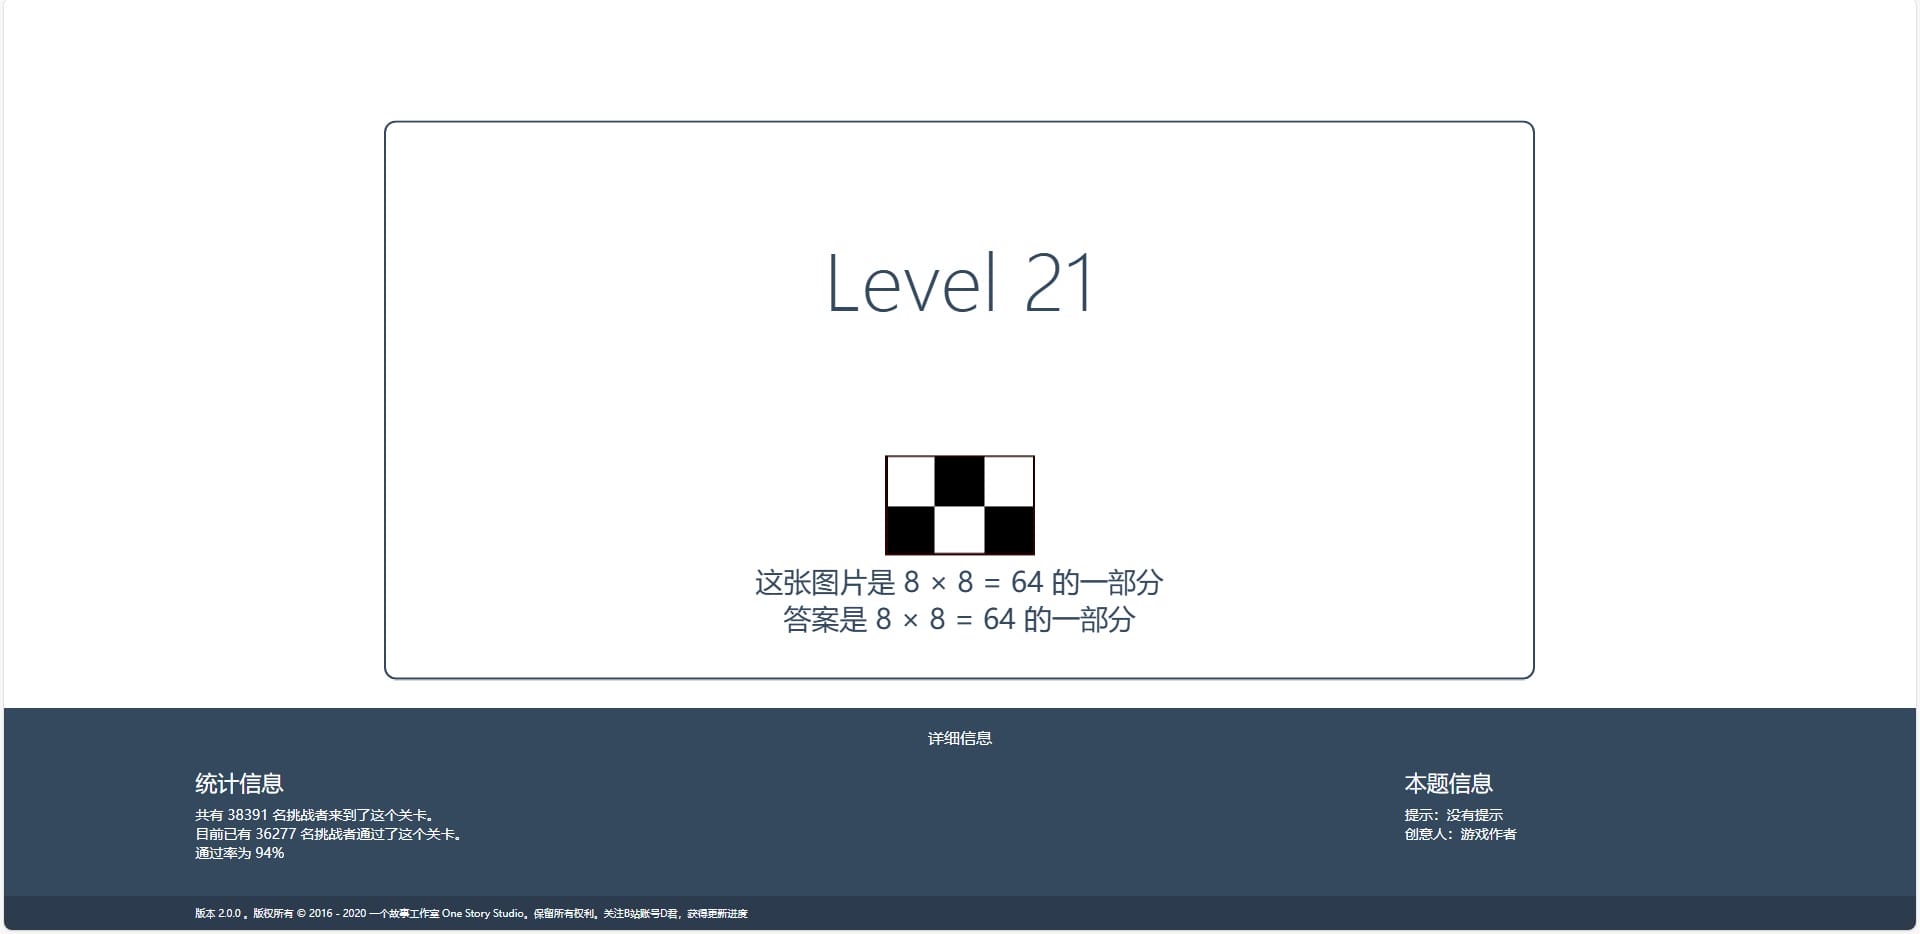 Level 21
这张图片是 8 × 8 = 64 的一部分
答案是 8 × 8 = 64 的一部分
详细信息
统计信息
共有 38391 名挑战者来到了这个关卡。
目前已有 36277 名挑战者通过了这个关卡。
通过率为 94%
本题信息
提示：没有提示
创意人：游戏作者
版本 2.0.0 。版权所有 © 2016 - 2020 一个故事工作室 One Story Studio。保留所有权利。关注B站账号D君，获得更新进度